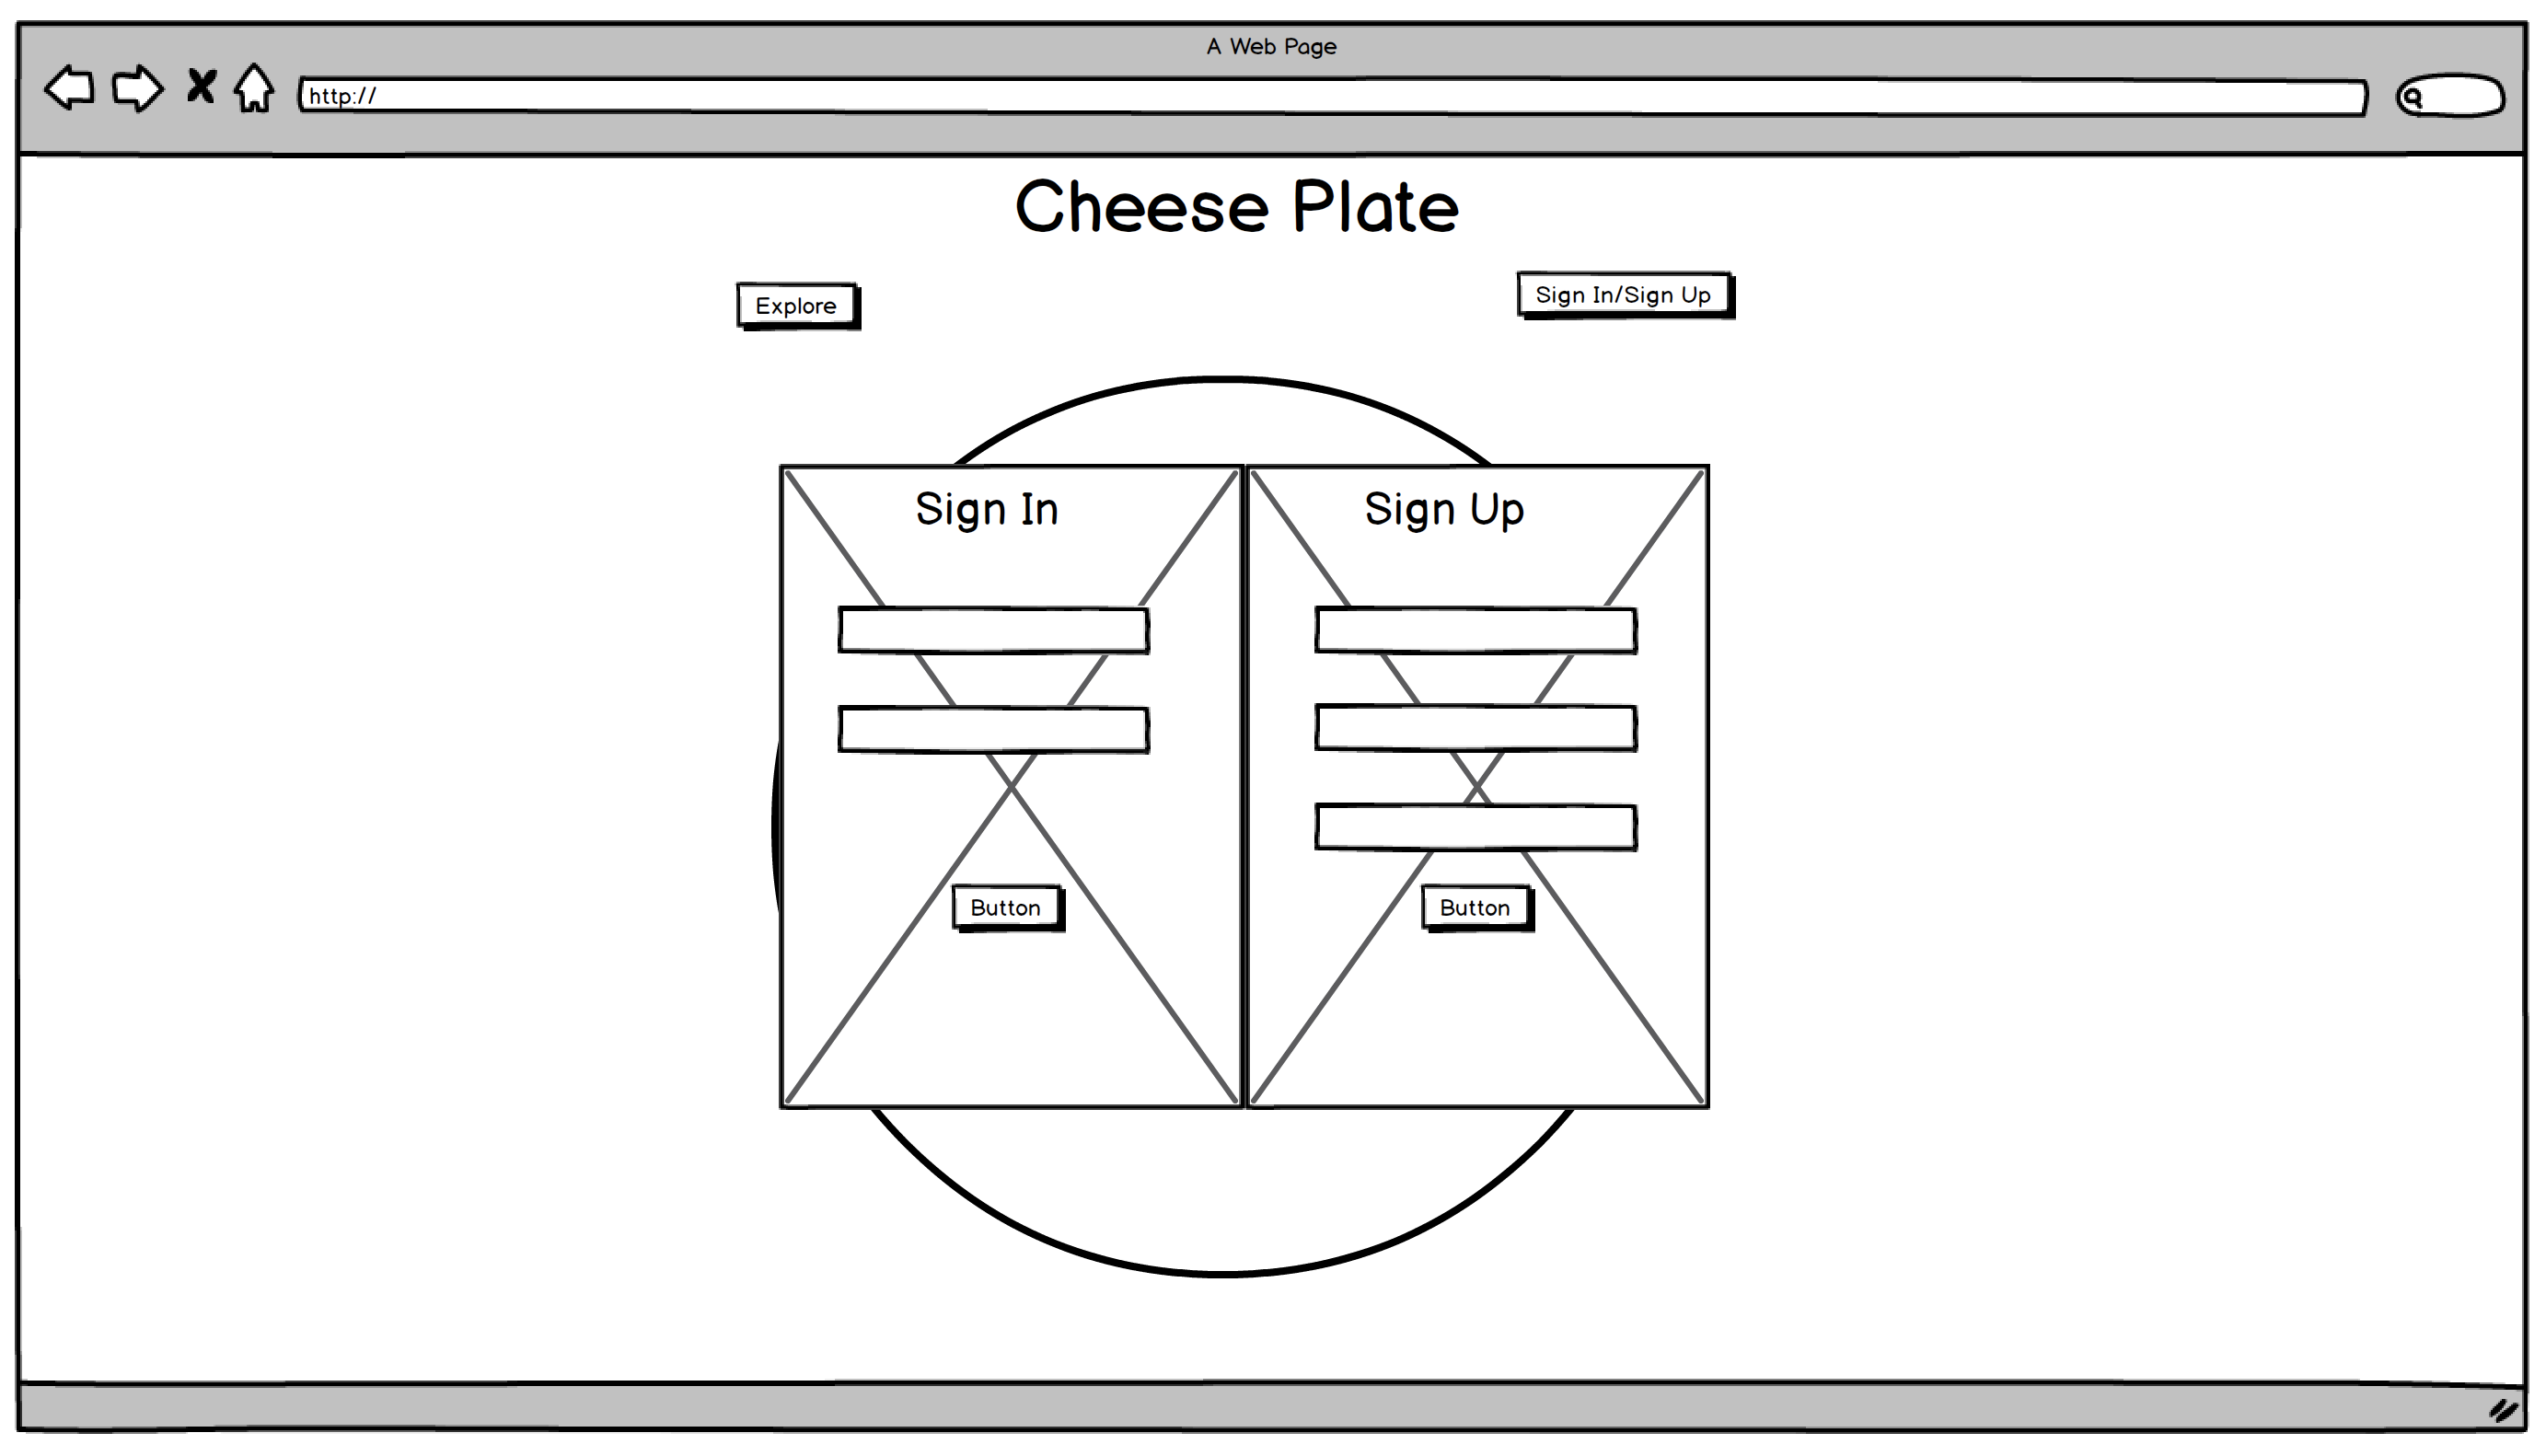 A Web Page
http://
Cheese Plate
Explore
Sign In/Sign Up
Sign In
Sign Up
Button
Button